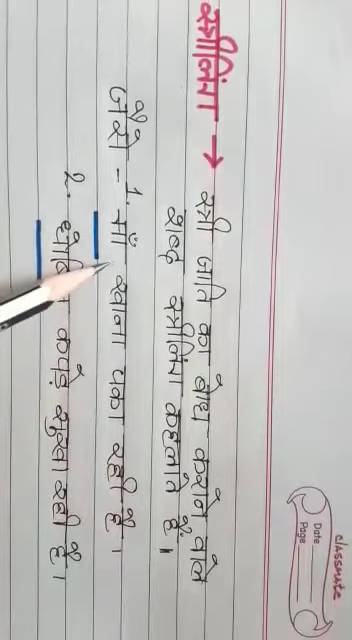 classmate
Date
Page
स्त्रीलिंग → स्त्री जाति का बोध कराने वाले
शब्द स्त्रीलिंग कहलाते हैं।
जैसे - 1. माँ खाना पका रही है।
2. कपड़े सुखा रही है।